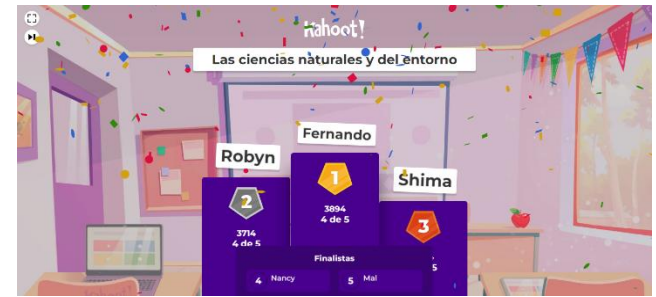 Kahoot!
Las ciencias naturales y del entorno
Fernando
Robyn
Shima
1
2
3
3894
4 de 5
3714
4 de 5
5
Finalistas
4 Nancy
5 Mal